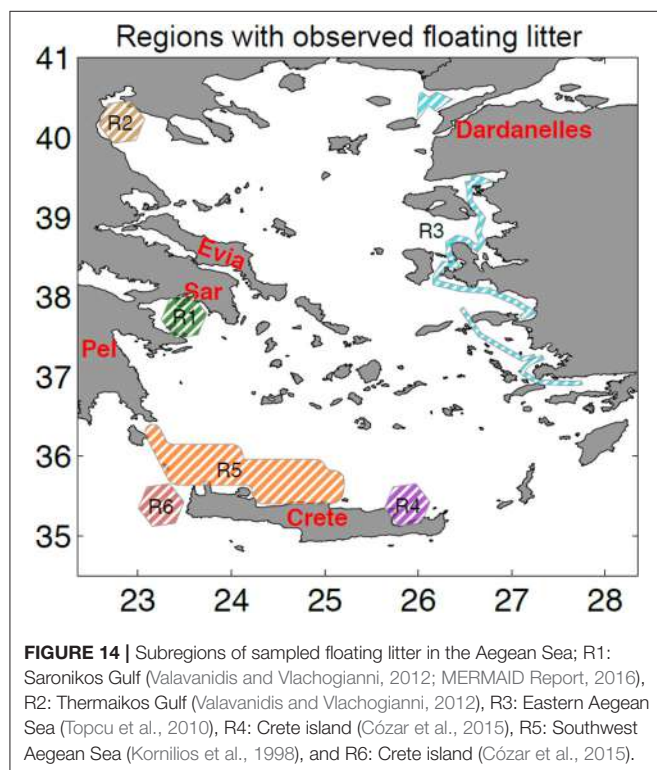 Regions with observed floating litter
41
40
39
38
37
36
35
R2
Dardanelles
R3
Evia
Sar
R1
Pel
R5
R6
R4
Crete
23 24 25 26 27 28
FIGURE 14 | Subregions of sampled floating litter in the Aegean Sea; R1:
Saronikos Gulf (Valavanidis and Vlachogianni, 2012; MERMAID Report, 2016),
R2: Thermaikos Gulf (Valavanidis and Vlachogianni, 2012), R3: Eastern Aegean
Sea (Topcu et al., 2010), R4: Crete island (Cózar et al., 2015), R5: Southwest
Aegean Sea (Kornilios et al., 1998), and R6: Crete island (Cózar et al., 2015).